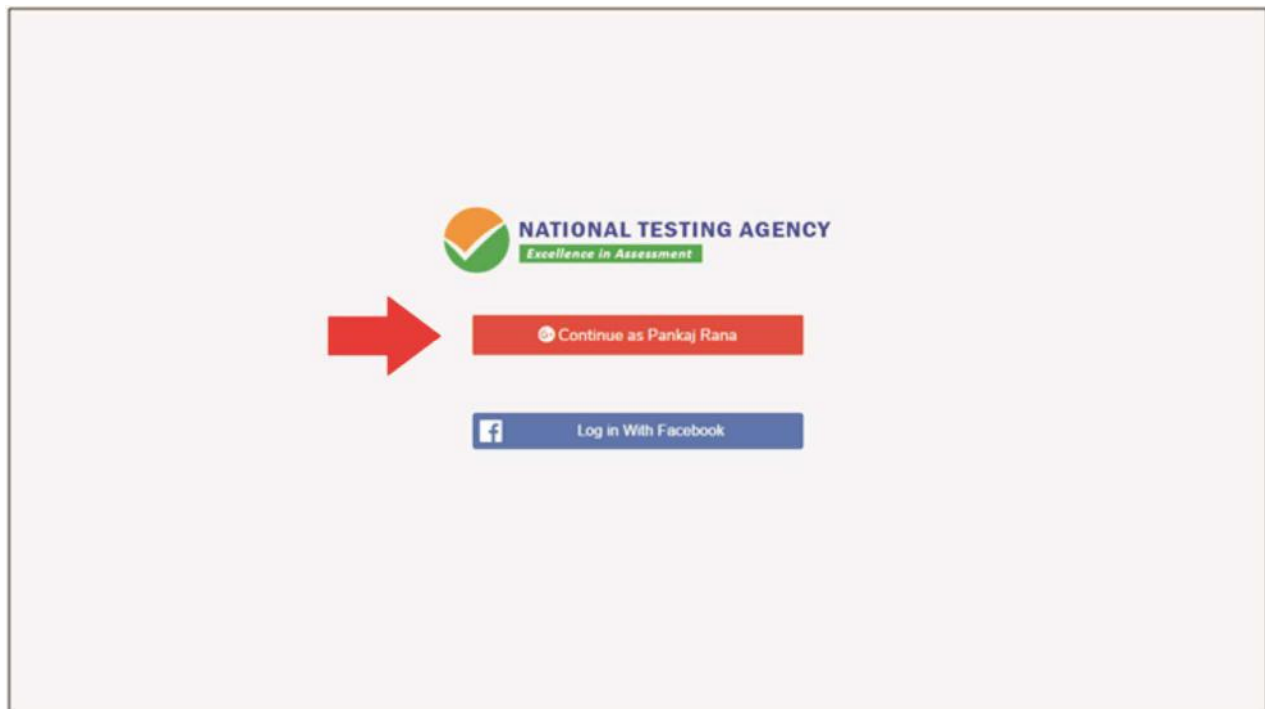 NATIONAL TESTING AGENCY
Excellence in Assessment
G+ Continue as Pankaj Rana
f Log in With Facebook